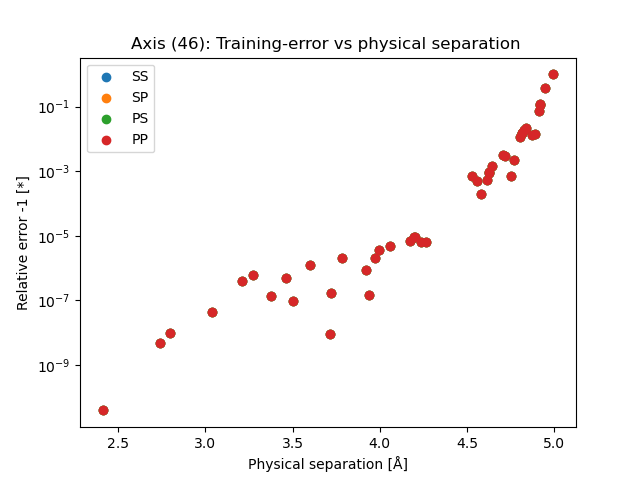 Axis (46): Training-error vs physical separation
SS
SP
PS
PP
10⁻¹
10⁻³
10⁻⁵
10⁻⁷
10⁻⁹
Relative error -1 [*]
2.5 3.0 3.5 4.0 4.5 5.0
Physical separation [Å]